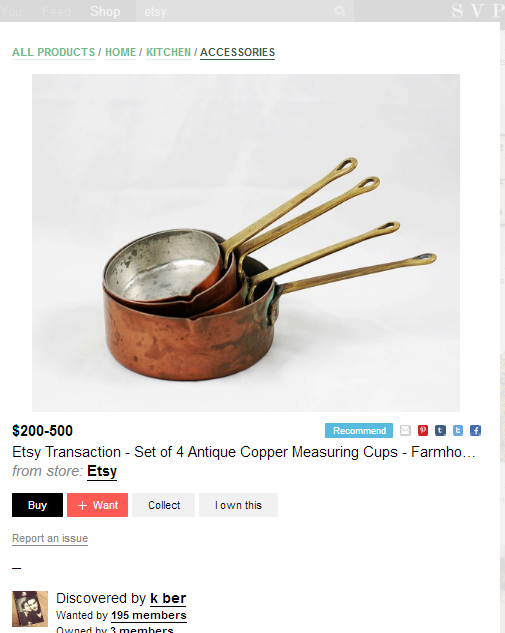 You Feed Shop etsy SVP
ALL PRODUCTS / HOME / KITCHEN / ACCESSORIES
$200-500
Recommend
Etsy Transaction - Set of 4 Antique Copper Measuring Cups - Farmho...
from store: Etsy
Buy + Want Collect I own this
Report an issue
–
Discovered by k ber
Wanted by 195 members
Owned by 3 members